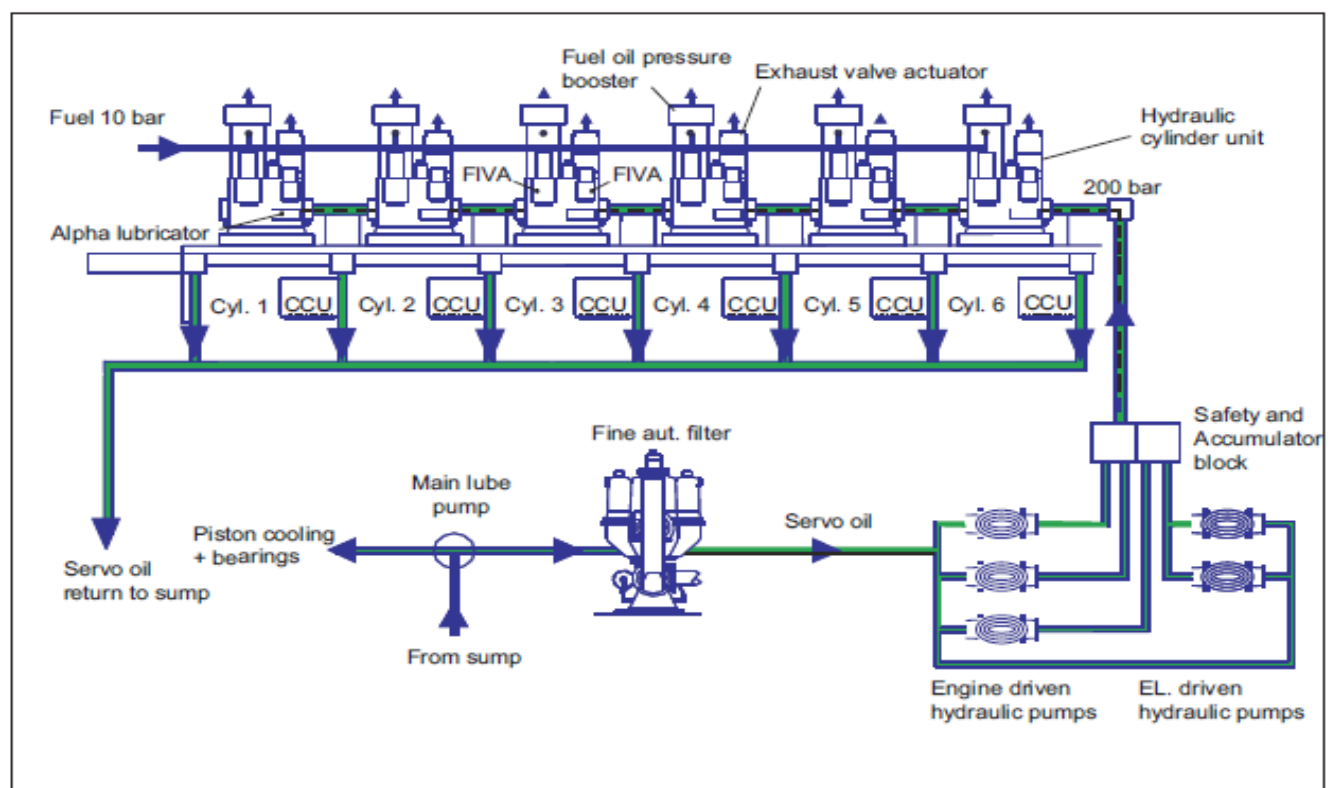 Fuel oil pressure
booster
Exhaust valve actuator
Fuel 10 bar
Hydraulic
cylinder unit
FIVA
FIVA
200 bar
Alpha lubricator
Cyl. 1
CCU
Cyl. 2
CCU
Cyl. 3
CCU
Cyl. 4
CCU
Cyl. 5
CCU
Cyl. 6
CCU
Safety and
Accumulator
block
Fine aut. filter
Main lube
pump
Piston cooling
+ bearings
Servo oil
Servo oil
return to sump
From sump
Engine driven
hydraulic pumps
EL. driven
hydraulic pumps